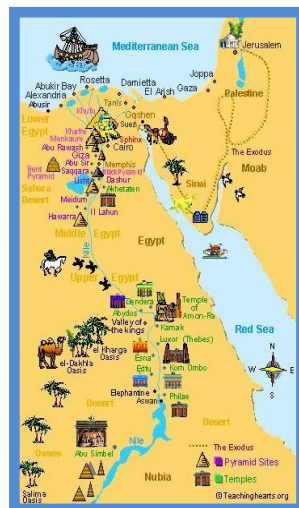 Mediterranean Sea
Jerusalem
Rosetta
Abukir Bay
Damietta
Joppa
Alexandria
El Arish
Gaza
Abusir
Tanis
Goshen
Palestine
Khufu
Lower
Egypt
Suez
Khafre
Sphinx
Menkaure
Cairo
Abu Rawash
Giza
The Exodus
Abu Sir
Memphis
Moab
Bent
Pyramid
Saqqara
Black Pyramid
Dashur
Sinai
Lisht
Akhetaten
Sahara
Desert
Meidum
Il Lahun
Hawarra
Middle Egypt
Egypt
Nile
Upper Egypt
Dendera
Temple
of
Amon-Ra
Abydos
Valley of
the kings
Karnak
Red Sea
Luxor (Thebes)
el-Dakhla
Oasis
el Kharga
Oasis
Esna
Edfu
Kom Ombo
N
W E
S
Elephantine
Philae
Aswan
Desert
Desert
Oases
Abu Simbel
Nile
The Exodus
Pyramid Sites
Temples
Nubia
Salima
Oasis
© Teachinghearts.org